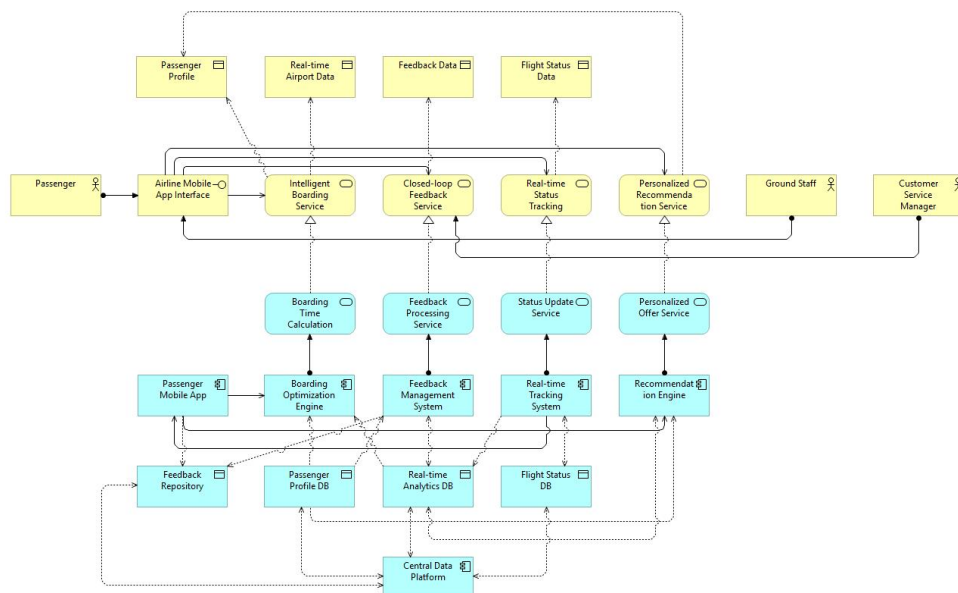 Passenger
Profile
Real-time
Airport Data
Feedback Data
Flight Status
Data
Passenger
Airline Mobile
App Interface
Intelligent
Boarding
Service
Closed-loop
Feedback
Service
Real-time
Status
Tracking
Personalized
Recommenda
tion Service
Ground Staff
Customer
Service
Manager
Boarding
Time
Calculation
Feedback
Processing
Service
Status Update
Service
Personalized
Offer Service
Passenger
Mobile App
Boarding
Optimization
Engine
Feedback
Management
System
Real-time
Tracking
System
Recommendat
ion Engine
Feedback
Repository
Passenger
Profile DB
Real-time
Analytics DB
Flight Status
DB
Central Data
Platform